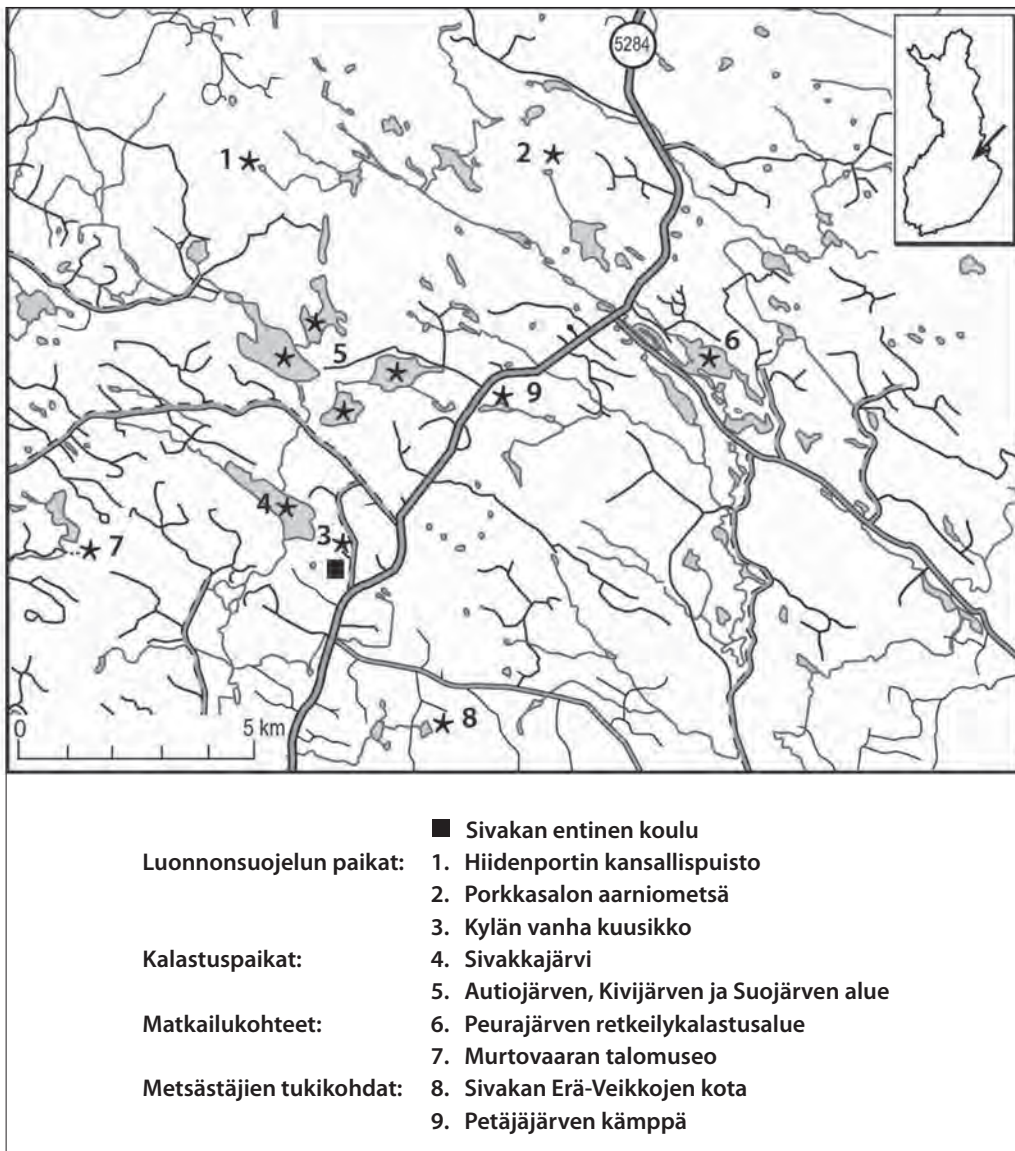 5284
1
2
5
6
9
4
3
7
8
0
5 km
Sivakan entinen koulu
Luonnonsuojelun paikat: 1. Hiidenportin kansallispuisto
2. Porkkasalon aarniometsä
3. Kylän vanha kuusikko
Kalastuspaikat: 4. Sivakkajärvi
5. Autiojärven, Kivijärven ja Suojärven alue
Matkailukohteet: 6. Peurajärven retkeilykalastusalue
7. Murtovaaran talomuseo
Metsästäjien tukikohdat: 8. Sivakan Erä-Veikkojen kota
9. Petäjäjärven kämppä